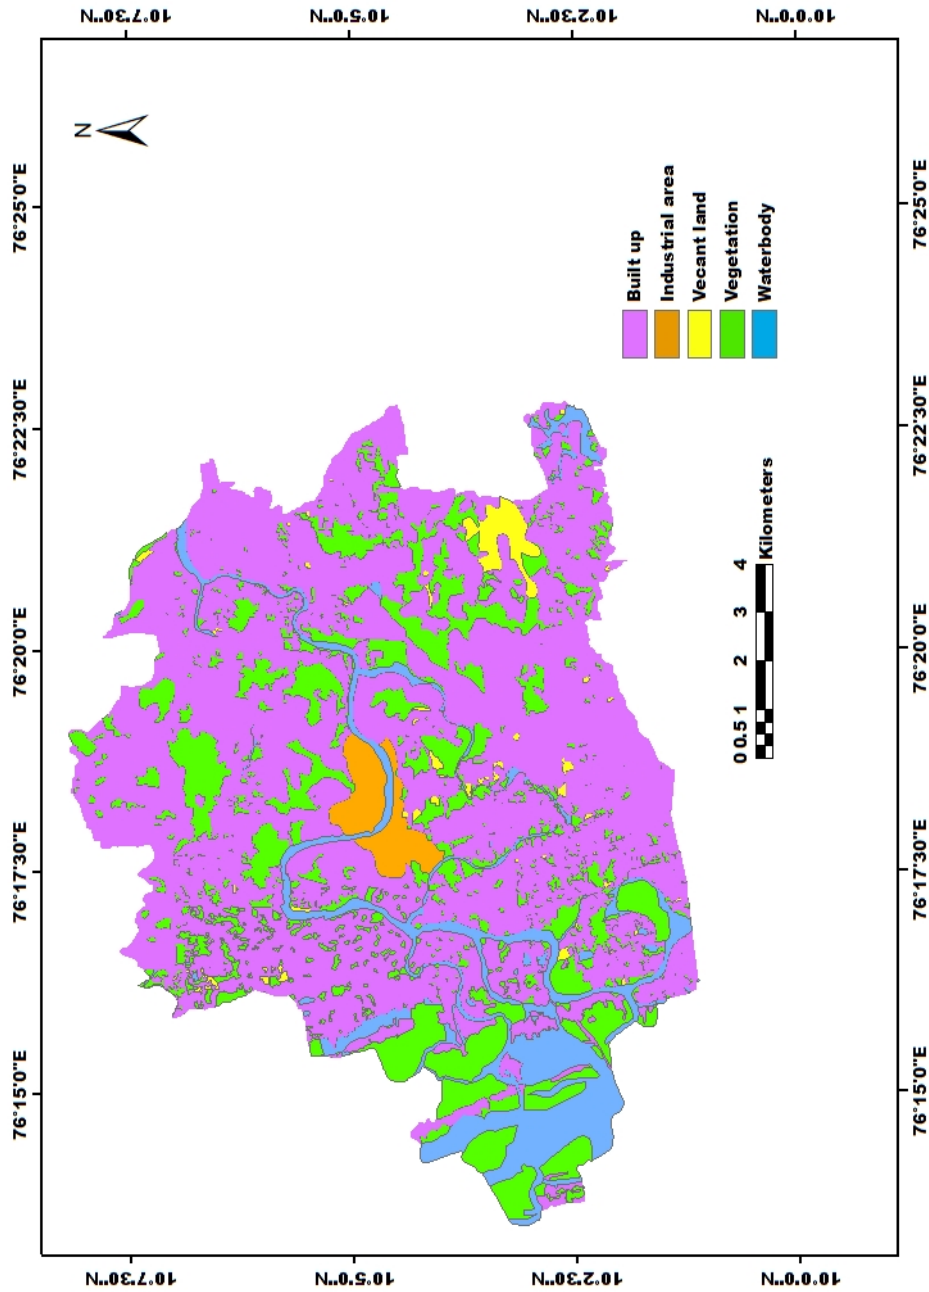 76°15'0"E 76°17'30"E 76°20'0"E 76°22'30"E 76°25'0"E
N
10°7'30"N 10°7'30"N
10°5'0"N 10°5'0"N
10°2'30"N 10°2'30"N
10°0'0"N 10°0'0"N
Built up
Industrial area
Vecant land
Vegetation
Waterbody
0 0.5 1 2 3 4
Kilometers
76°15'0"E 76°17'30"E 76°20'0"E 76°22'30"E 76°25'0"E